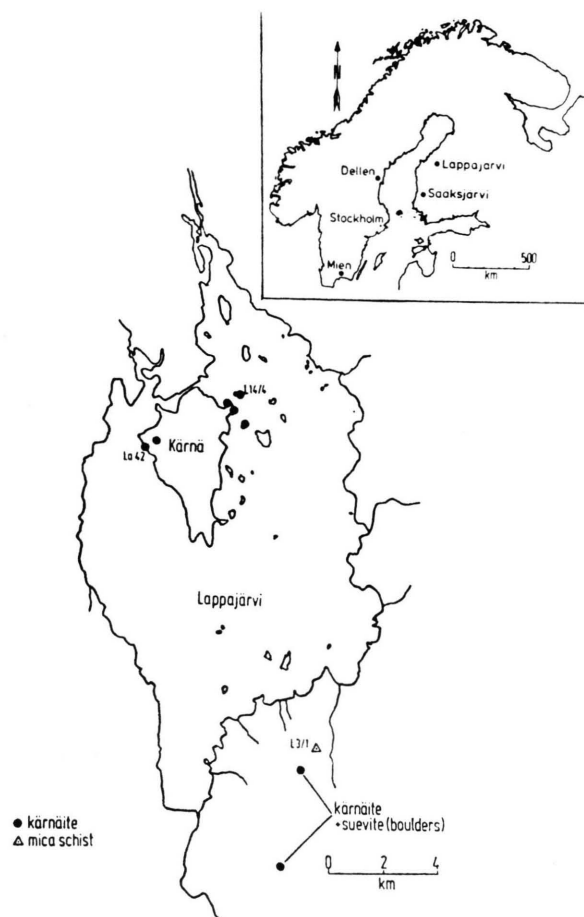 N
Dellen
Lappajärvi
Sääksjärvi
Stockholm
Mien
0 500
km
L14/4
La 42
Kärnä
Lappajärvi
L3/1
kärnäite
+ suevite (boulders)
● kärnäite
△ mica schist
0 2 4
km